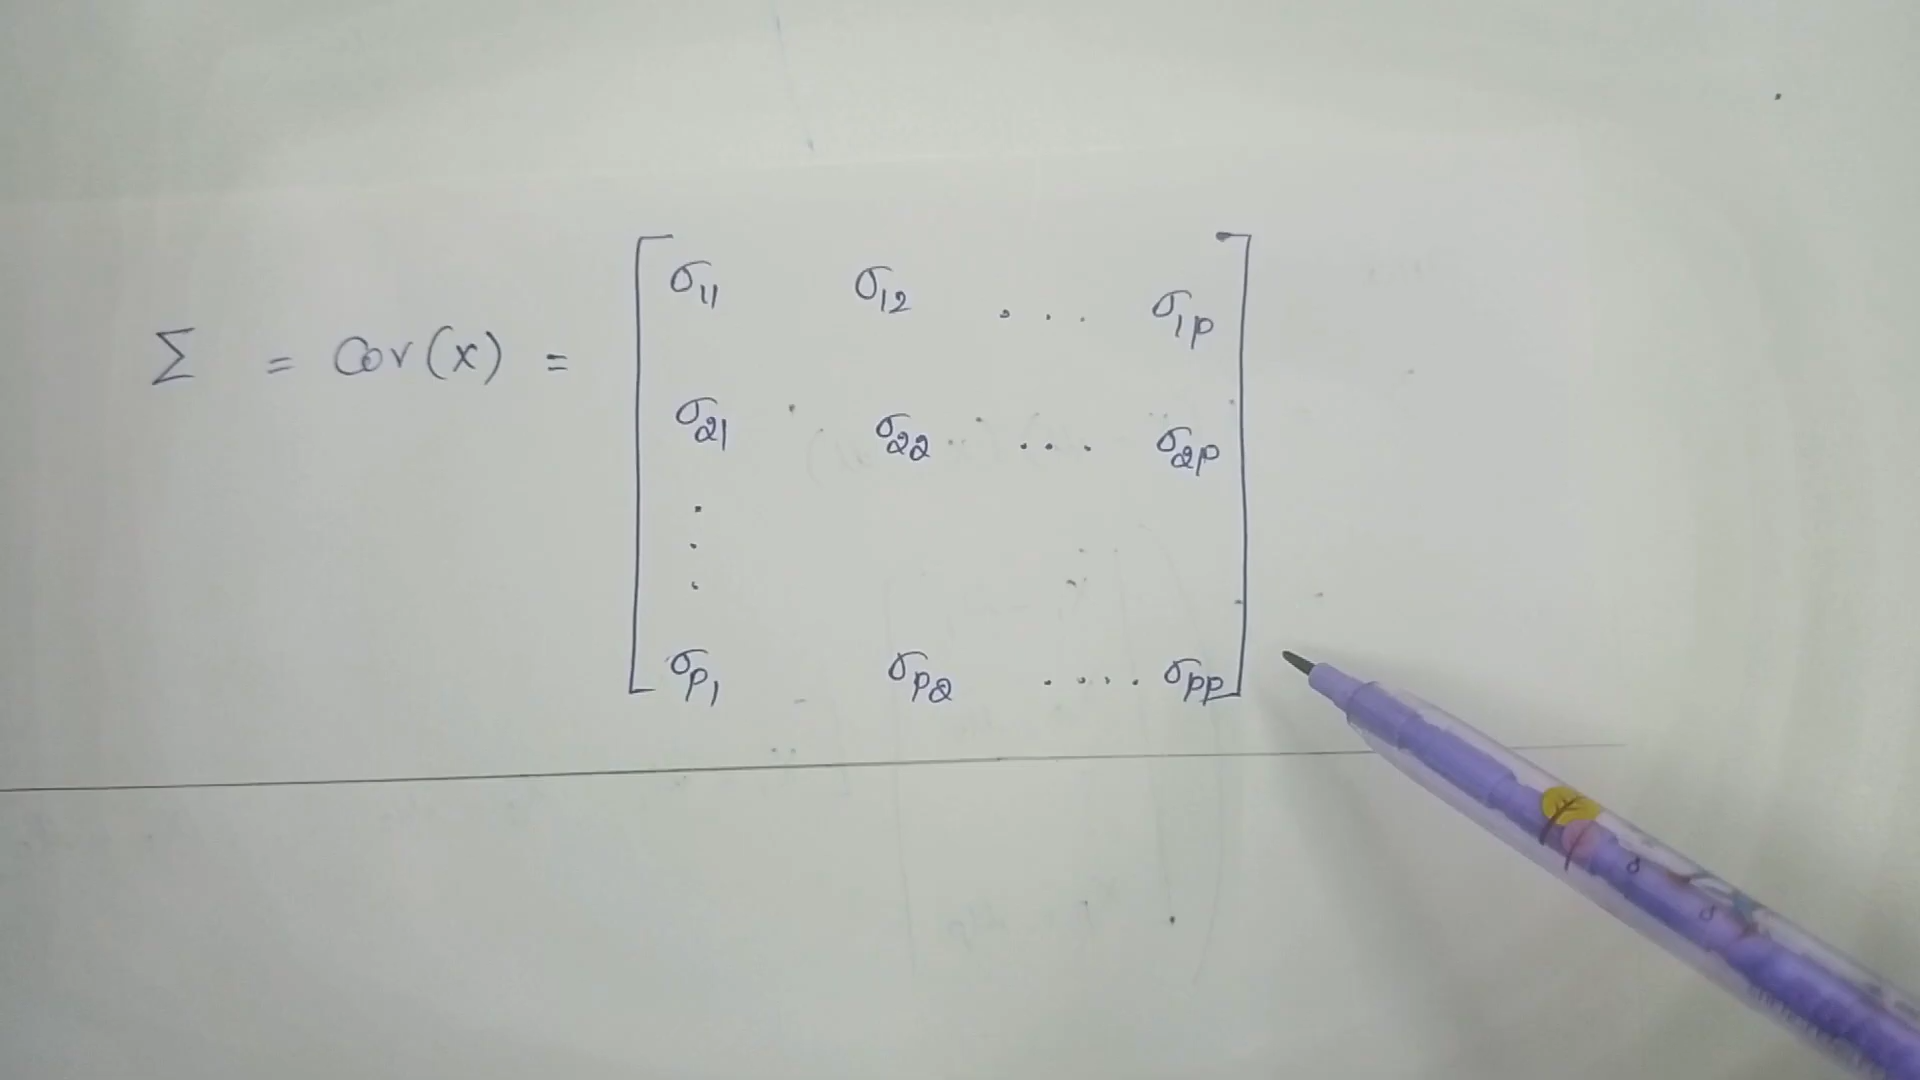 σ11 σ12 ... σ1p
Σ = Cov(x) =
σ21 σ22 ... σ2p
.
.
.
σp1 σp2 .... σpp